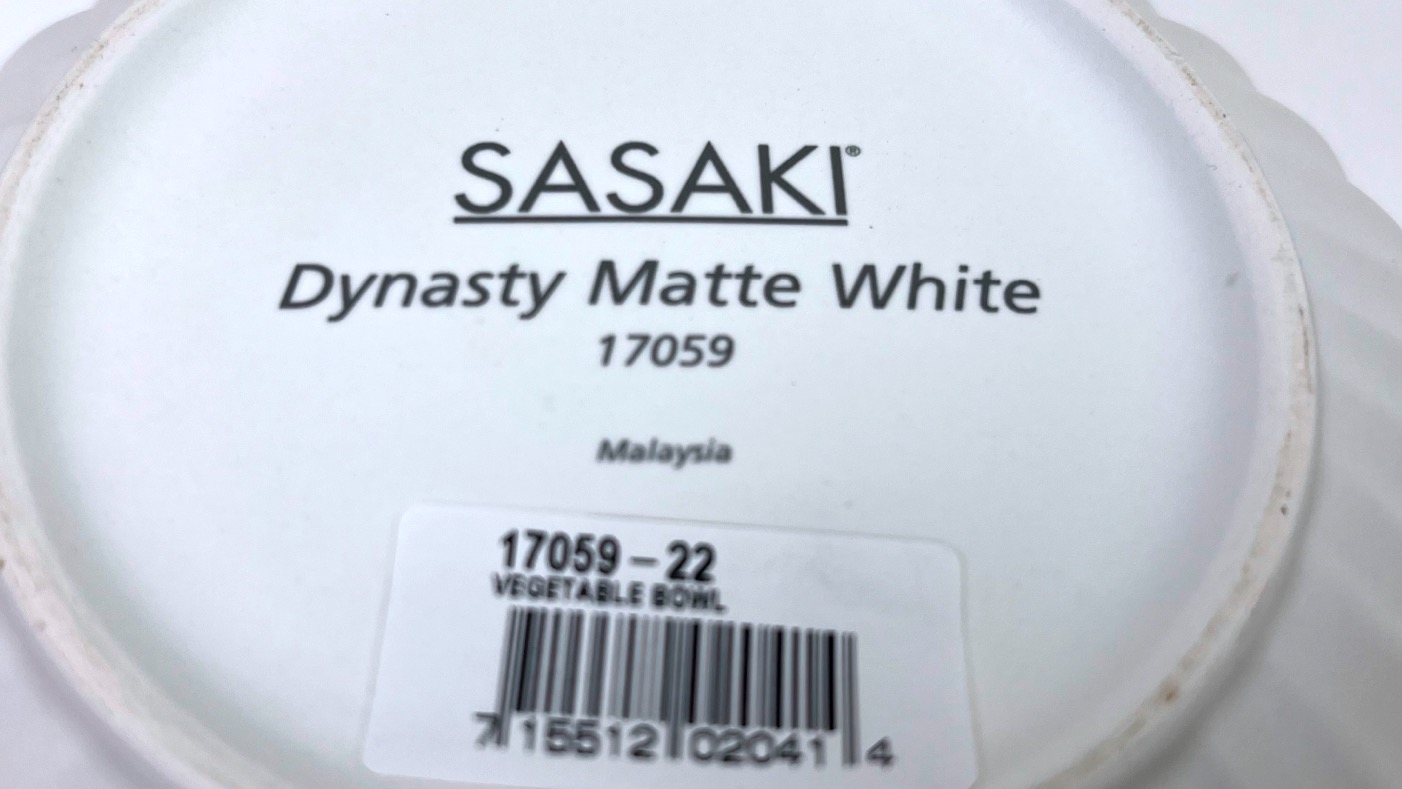 SASAKI®
Dynasty Matte White
17059
Malaysia
17059 – 22
VEGETABLE BOWL
7 15512 02041 4